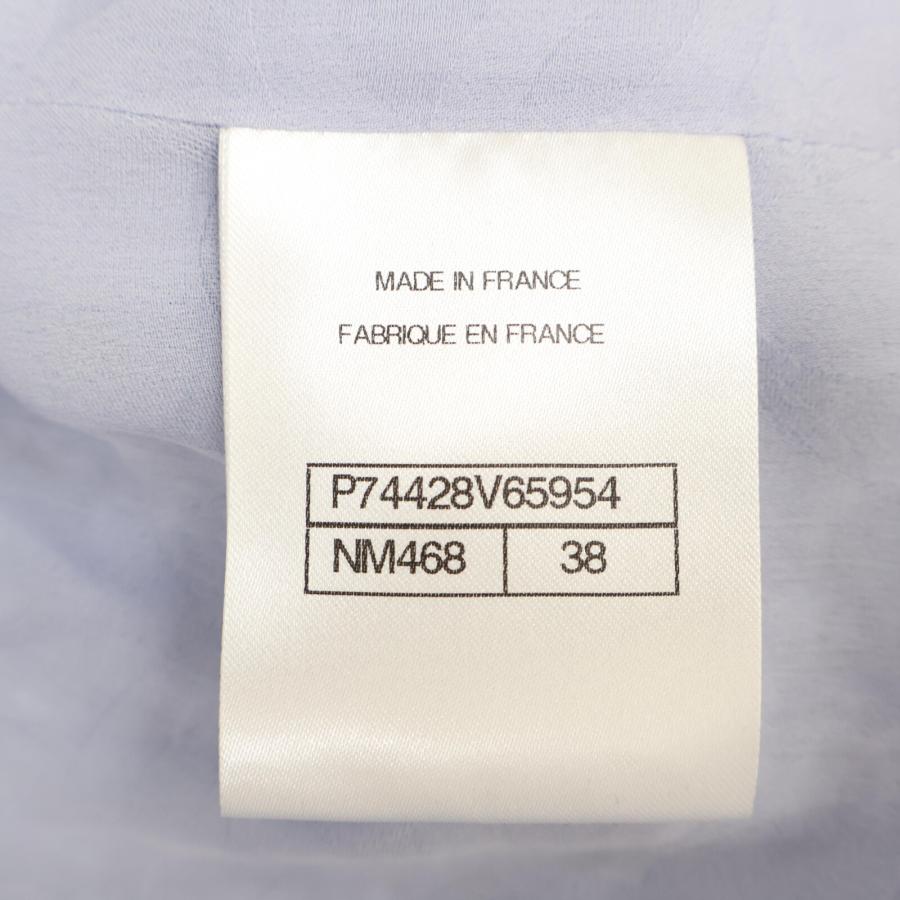 MADE IN FRANCE
FABRIQUE EN FRANCE
P74428V65954
NM468 38